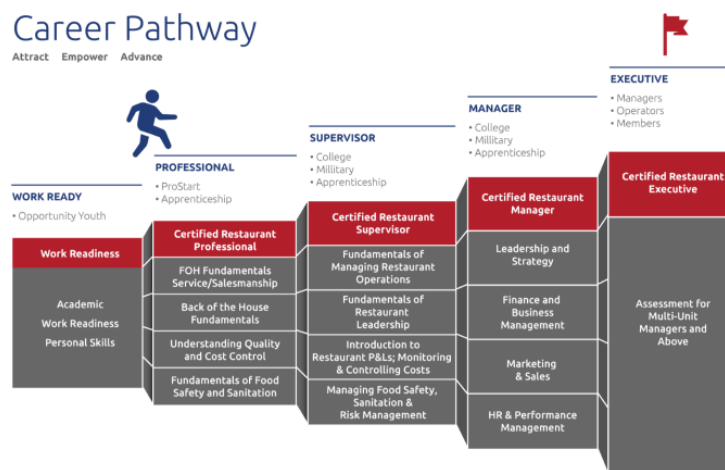 Career Pathway
Attract Empower Advance
WORK READY
• Opportunity Youth
Work Readiness
Academic
Work Readiness
Personal Skills
PROFESSIONAL
• ProStart
• Apprenticeship
Certified Restaurant
Professional
FOH Fundamentals
Service/Salesmanship
Back of the House
Fundamentals
Understanding Quality
and Cost Control
Fundamentals of Food
Safety and Sanitation
SUPERVISOR
• College
• Millitary
• Apprenticeship
Certified Restaurant
Supervisor
Fundamentals of
Managing Restaurant
Operations
Fundamentals of
Restaurant
Leadership
Introduction to
Restaurant P&Ls; Monitoring
& Controlling Costs
Managing Food Safety,
Sanitation &
Risk Management
MANAGER
• College
• Millitary
• Apprenticeship
Certified Restaurant
Manager
Leadership and
Strategy
Finance and
Business
Management
Marketing
& Sales
HR & Performance
Management
EXECUTIVE
• Managers
• Operators
• Members
Certified Restaurant
Executive
Assessment for
Multi-Unit
Managers and
Above